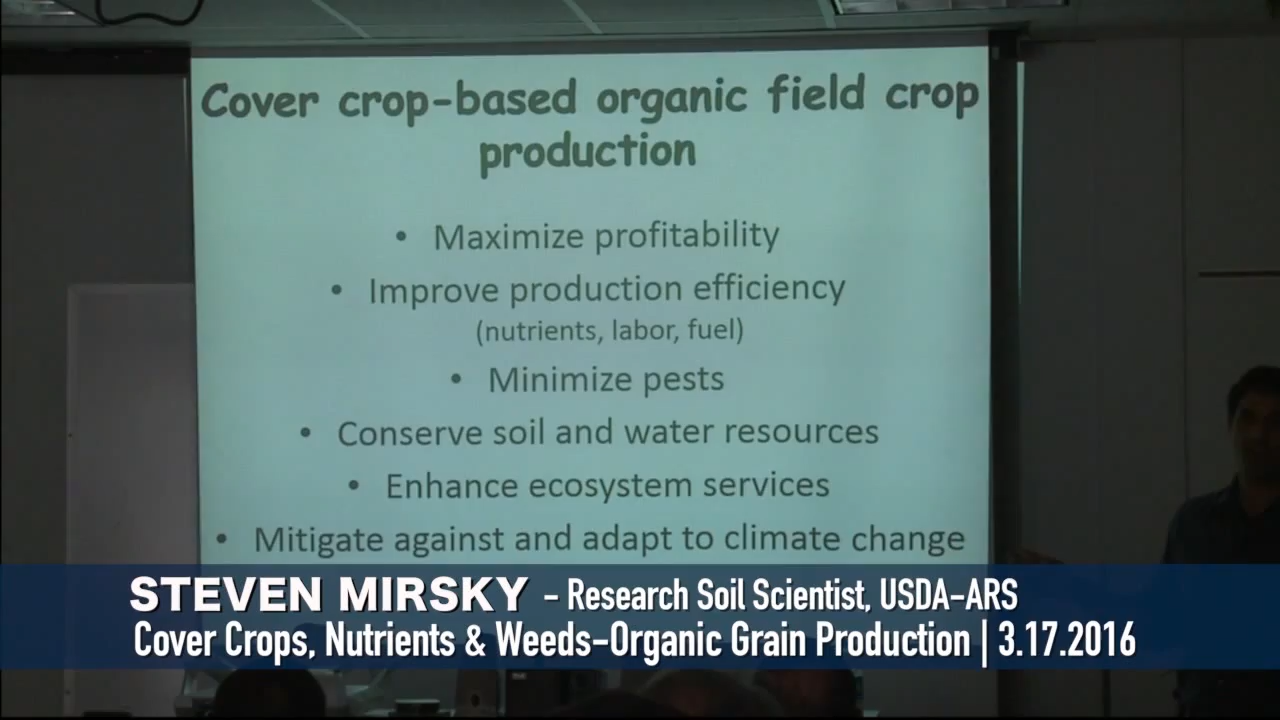 Cover crop-based organic field crop
production
• Maximize profitability
• Improve production efficiency
(nutrients, labor, fuel)
• Minimize pests
• Conserve soil and water resources
• Enhance ecosystem services
• Mitigate against and adapt to climate change
STEVEN MIRSKY - Research Soil Scientist, USDA-ARS
Cover Crops, Nutrients & Weeds-Organic Grain Production | 3.17.2016